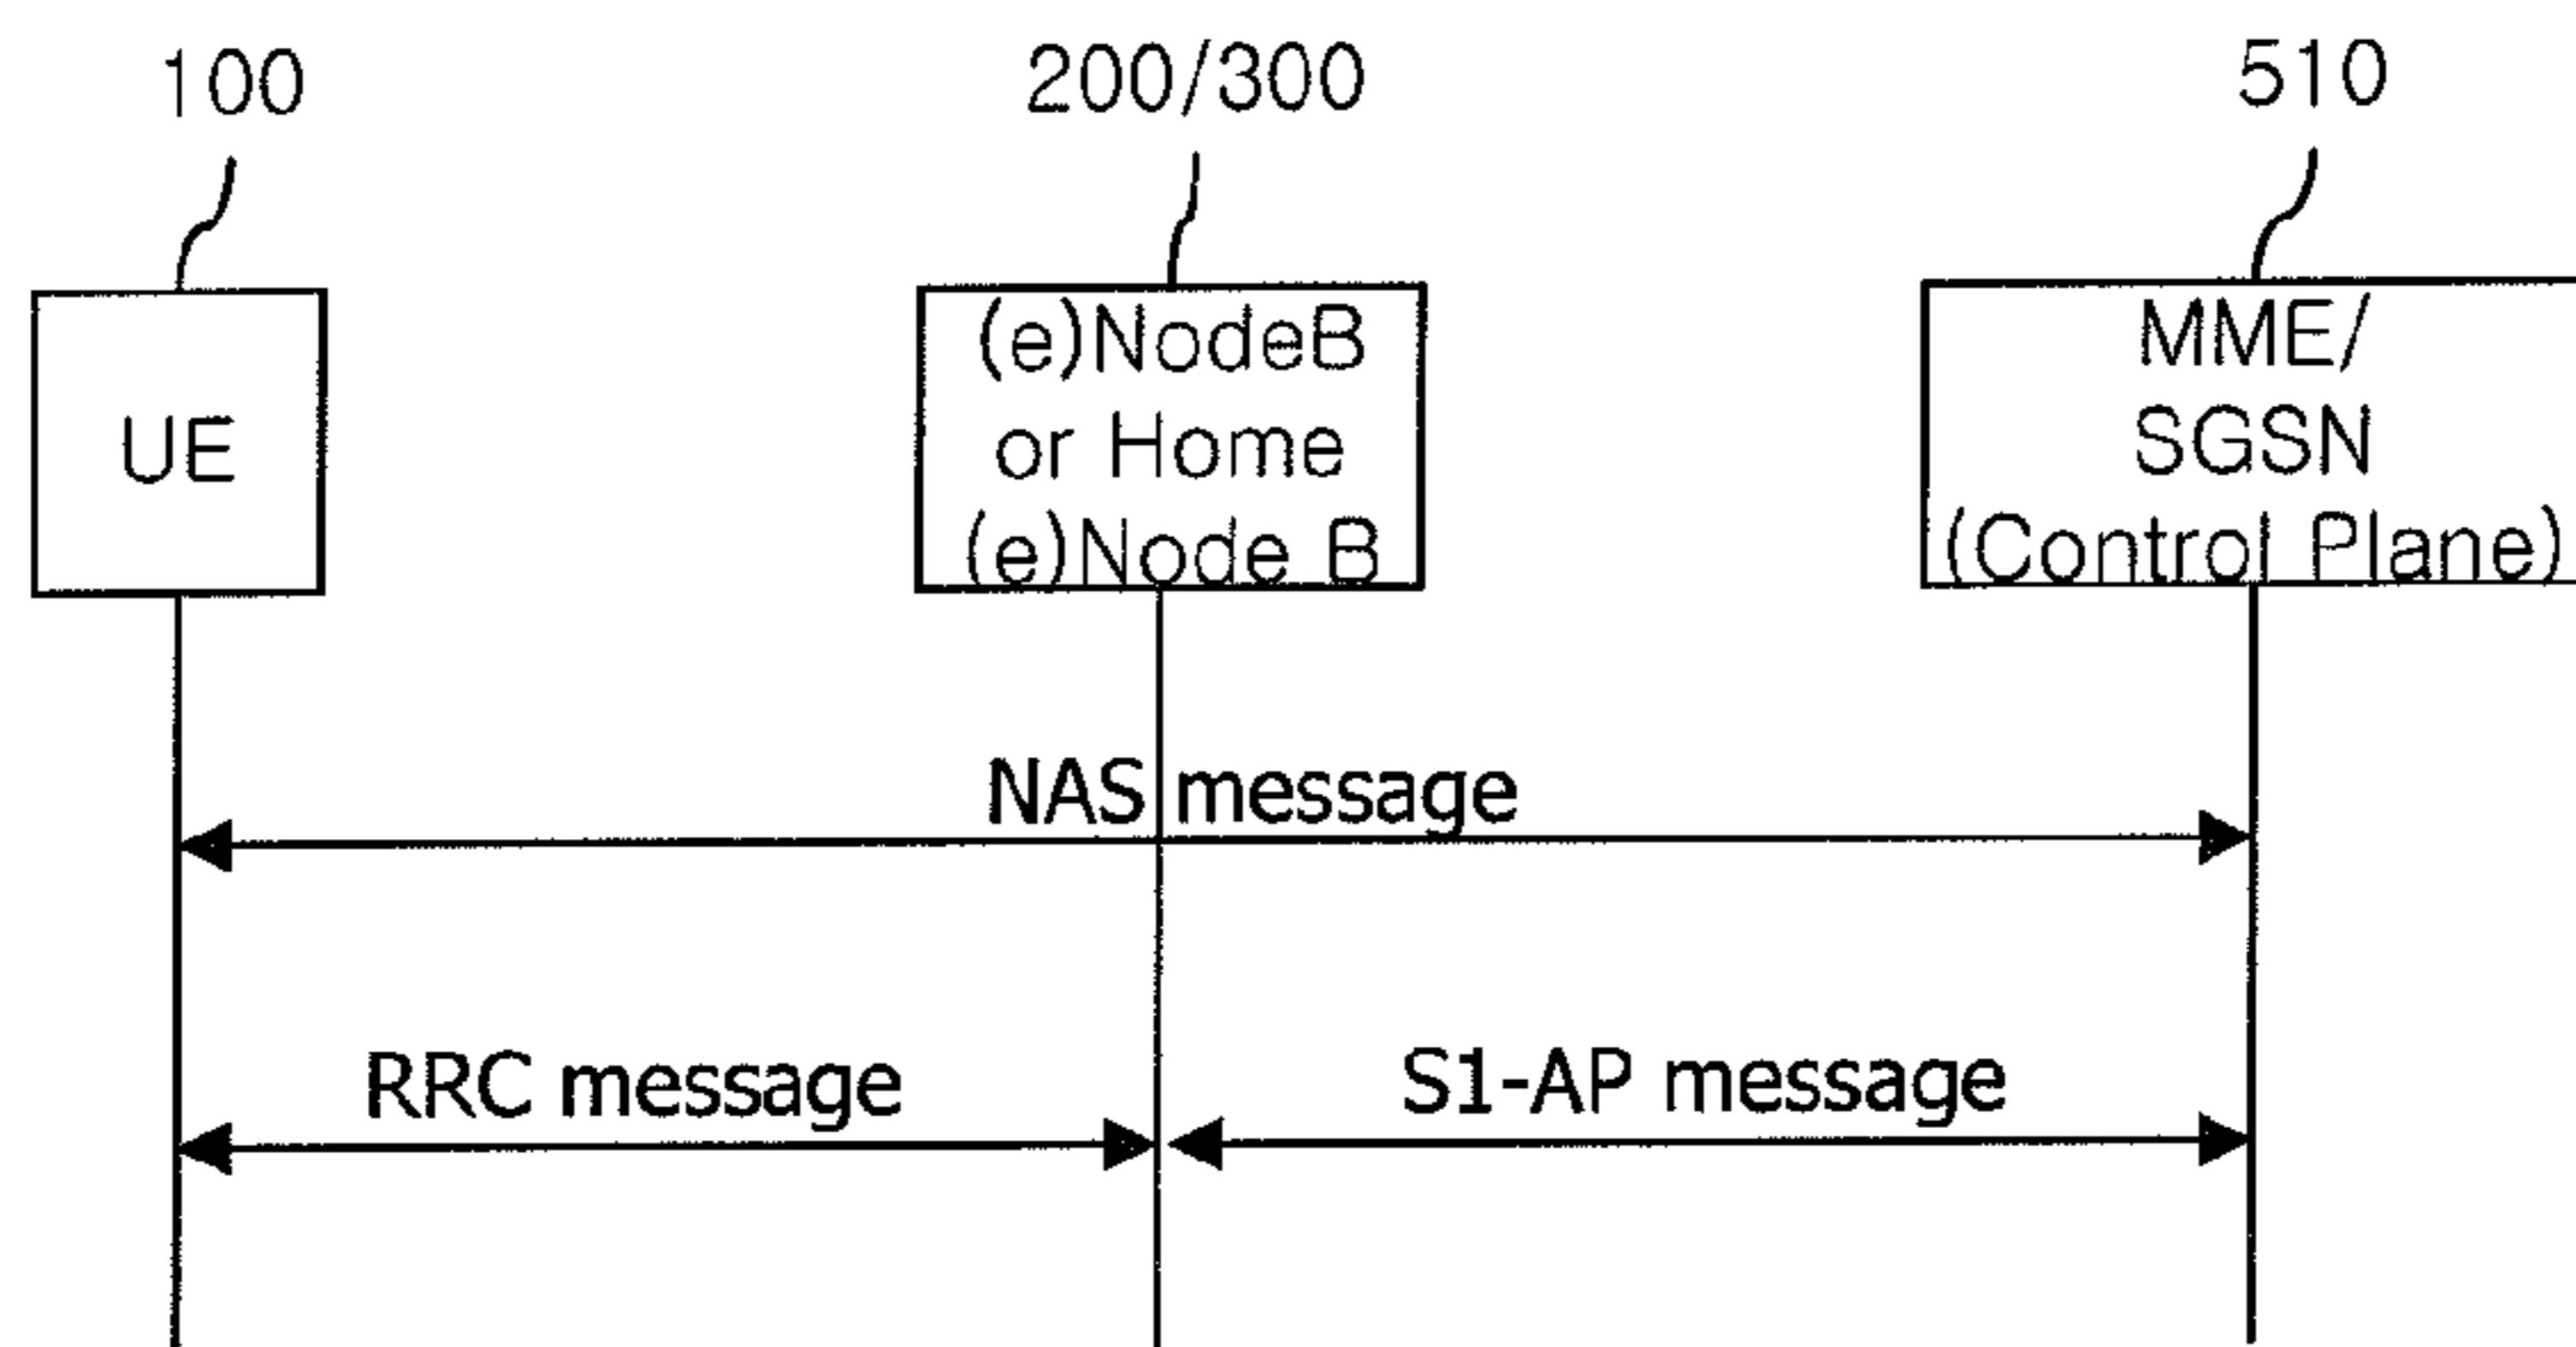 100
200/300
510
UE
(e)NodeB
or Home
(e)Node B
MME/
SGSN
(Control Plane)
NAS message
RRC message
S1-AP message